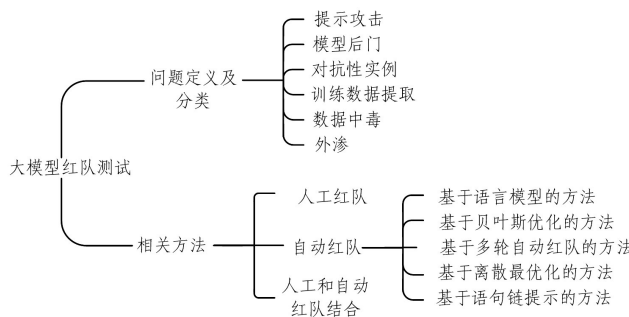 大模型红队测试
问题定义及
分类
提示攻击
模型后门
对抗性实例
训练数据提取
数据中毒
外渗
相关方法
人工红队
自动红队
基于语言模型的方法
基于贝叶斯优化的方法
基于多轮自动红队的方法
基于离散最优化的方法
基于语句链提示的方法
人工和自动
红队结合